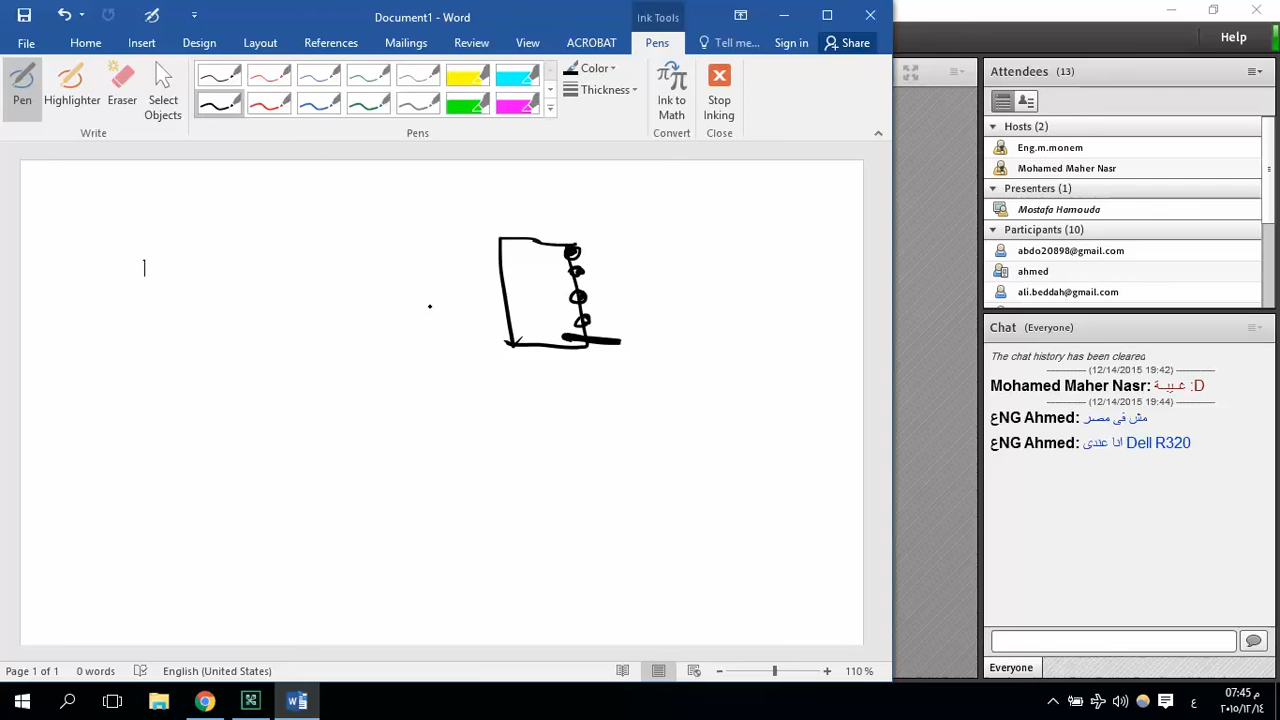 Document1 - Word
Ink Tools
File
Home
Insert
Design
Layout
References
Mailings
Review
View
ACROBAT
Pens
Tell me...
Sign in
Share
Help
Pen
Highlighter
Eraser
Select Objects
Color
Thickness
Ink to Math
Stop Inking
Write
Pens
Convert
Close
Attendees (13)
Hosts (2)
Eng.m.monem
Mohamed Maher Nasr
Presenters (1)
Mostafa Hamouda
Participants (10)
abdo20898@gmail.com
ahmed
ali.beddah@gmail.com
Chat (Everyone)
The chat history has been cleared
(12/14/2015 19:42)
Mohamed Maher Nasr: غيبة :D
(12/14/2015 19:44)
عNG Ahmed: مش فى مصر
عNG Ahmed: انا عندى Dell R320
Everyone
Page 1 of 1
0 words
English (United States)
110 %
ع
07:45 م
٢٠١٥/١٢/١٤